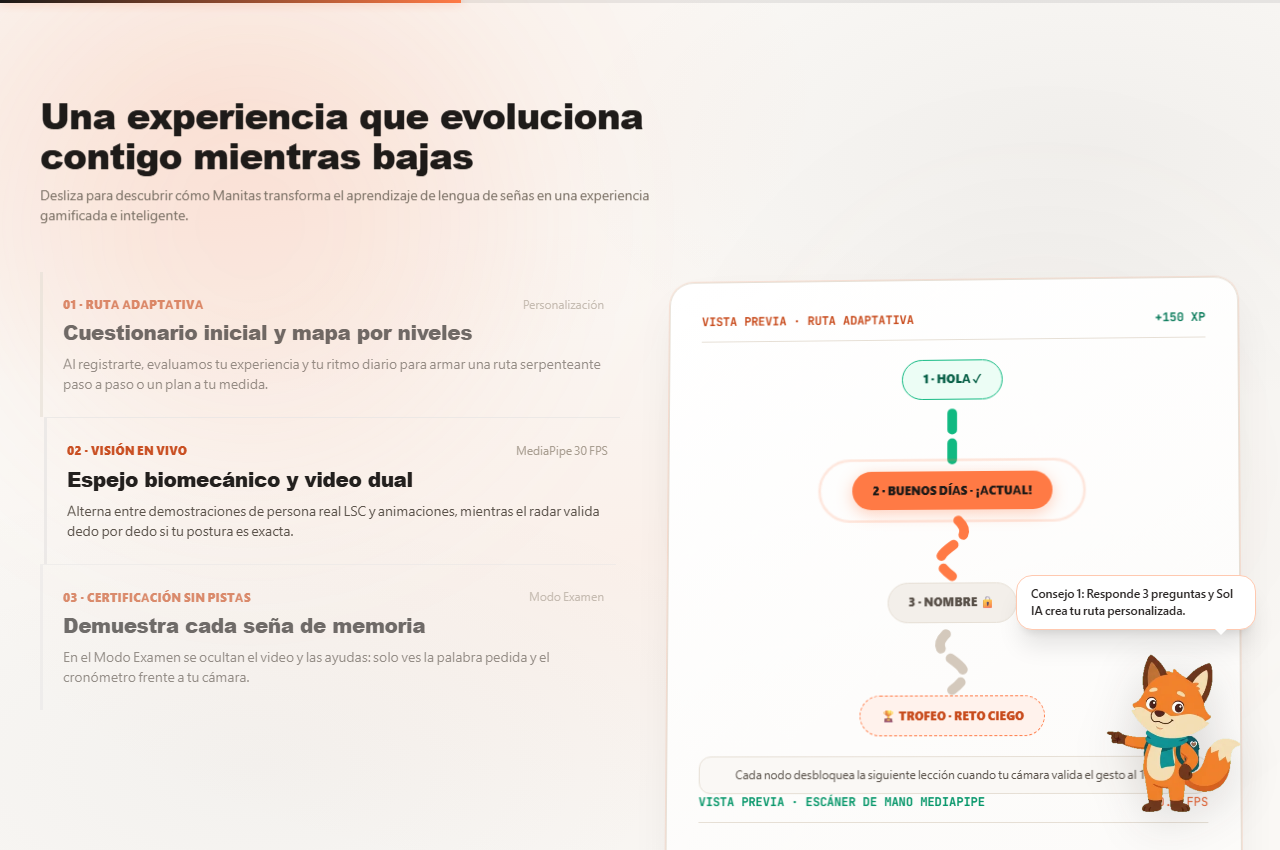 Una experiencia que evoluciona
contigo mientras bajas
Desliza para descubrir cómo Manitas transforma el aprendizaje de lengua de señas en una experiencia
gamificada e inteligente.
01 · RUTA ADAPTATIVA
Personalización
Cuestionario inicial y mapa por niveles
Al registrarte, evaluamos tu experiencia y tu ritmo diario para armar una ruta serpenteante
paso a paso o un plan a tu medida.
02 · VISIÓN EN VIVO
MediaPipe 30 FPS
Espejo biomecánico y video dual
Alterna entre demostraciones de persona real LSC y animaciones, mientras el radar valida
dedo por dedo si tu postura es exacta.
03 · CERTIFICACIÓN SIN PISTAS
Modo Examen
Demuestra cada seña de memoria
En el Modo Examen se ocultan el video y las ayudas: solo ves la palabra pedida y el
cronómetro frente a tu cámara.
VISTA PREVIA · RUTA ADAPTATIVA
+150 XP
1 · HOLA ✓
2 · BUENOS DÍAS · ¡ACTUAL!
3 · NOMBRE 🔒
Consejo 1: Responde 3 preguntas y Sol
IA crea tu ruta personalizada.
🏆 TROFEO · RETO CIEGO
Cada nodo desbloquea la siguiente lección cuando tu cámara valida el gesto al
VISTA PREVIA · ESCÁNER DE MANO MEDIAPIPE
FPS